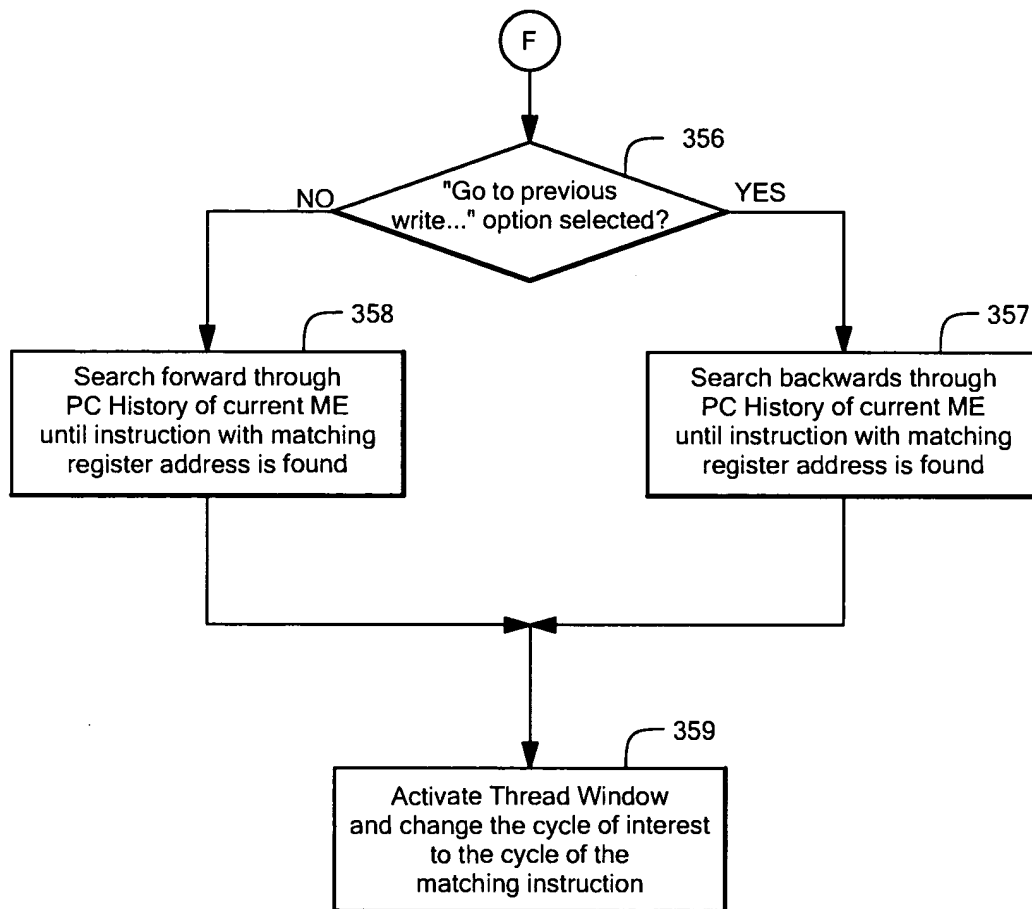 F
356
"Go to previous
write..." option selected?
NO
YES
358
Search forward through
PC History of current ME
until instruction with matching
register address is found
357
Search backwards through
PC History of current ME
until instruction with matching
register address is found
359
Activate Thread Window
and change the cycle of interest
to the cycle of the
matching instruction